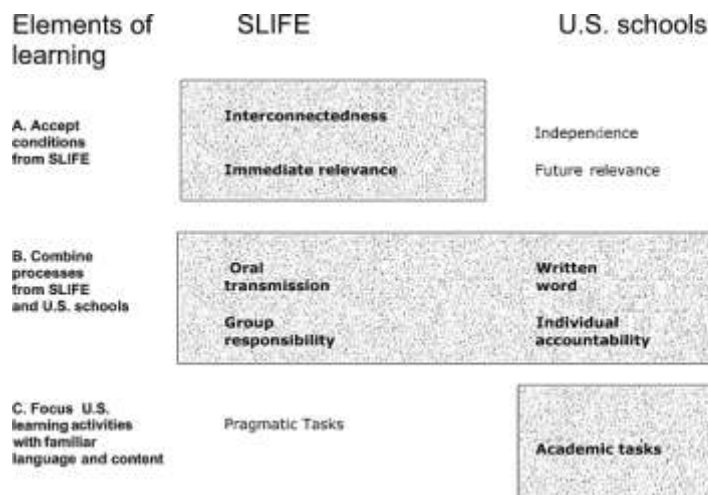 Elements of learning SLIFE U.S. schools
A. Accept
conditions
from SLIFE
Interconnectedness
Immediate relevance
Independence
Future relevance
B. Combine
processes
from SLIFE
and U.S. schools
Oral
transmission
Group
responsibility
Written
word
Individual
accountability
C. Focus U.S.
learning activities
with familiar
language and content
Pragmatic Tasks
Academic tasks